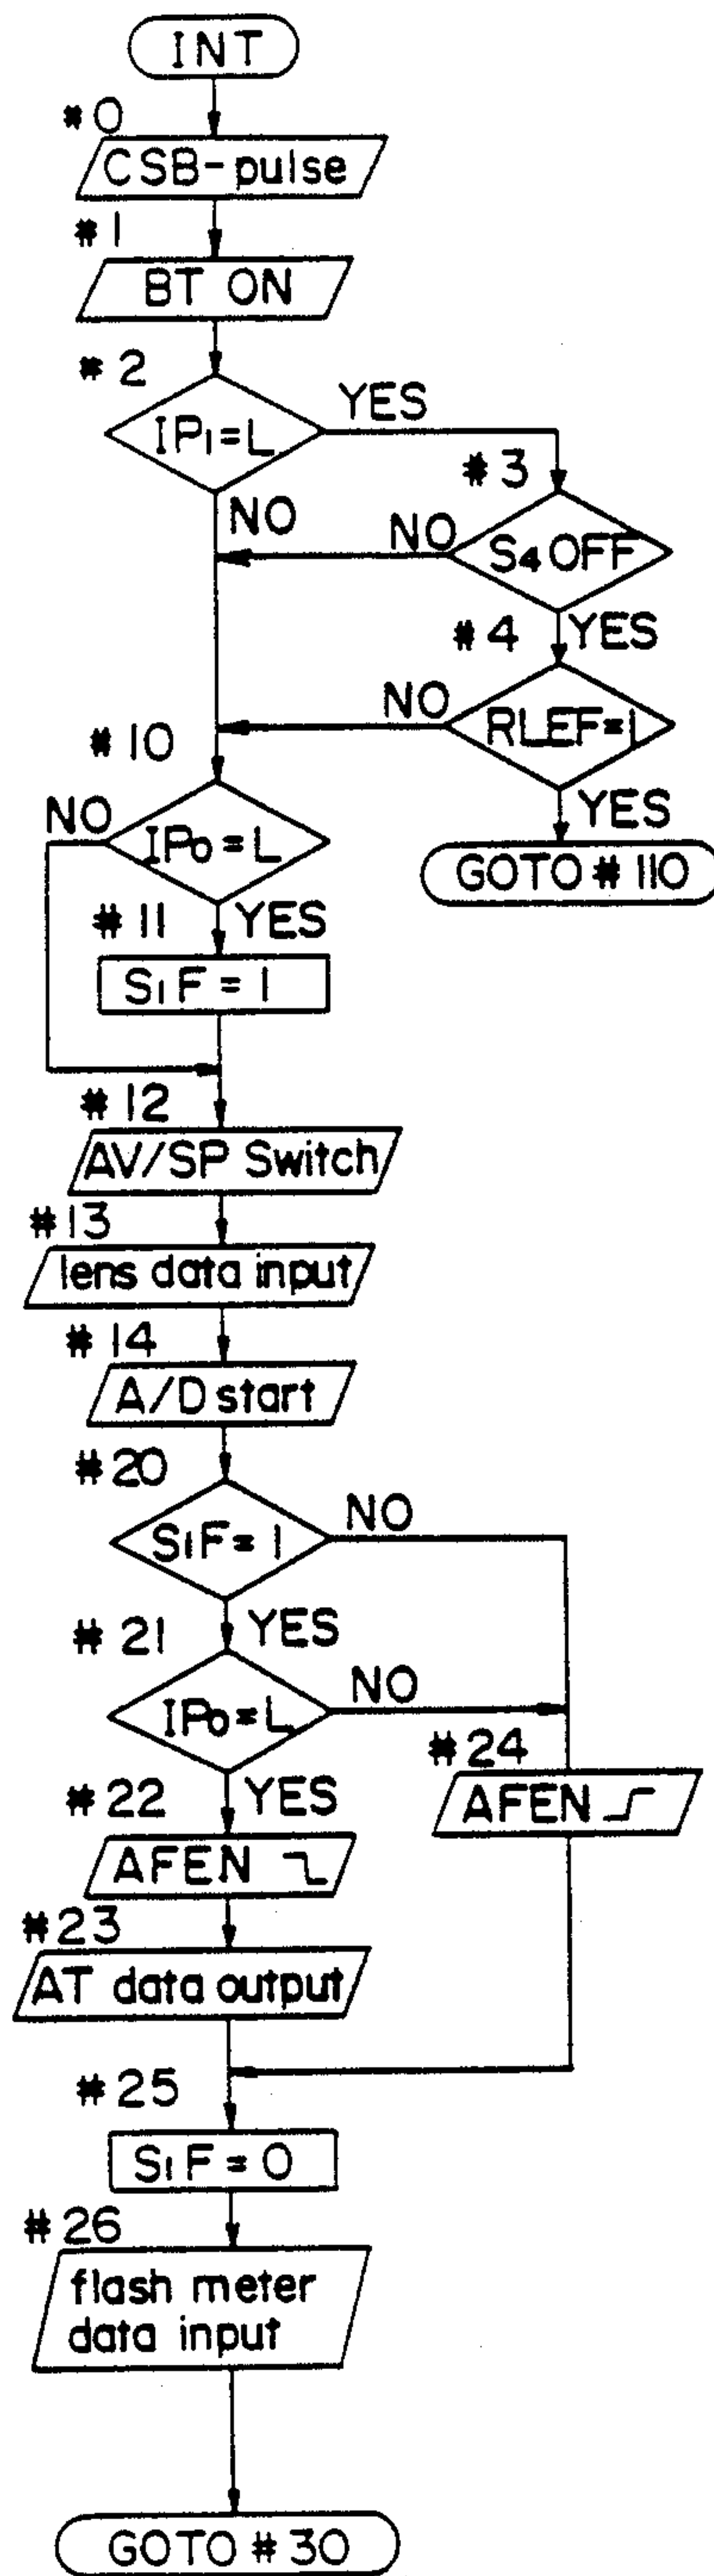 INT
#0
CSB-pulse
#1
BT ON
#2
IP₁=L
YES
NO
#3
S₄OFF
NO
YES
#4
RLEF=1
NO
YES
GOTO #110
#10
IP₀=L
NO
YES
#11
S₁F=1
#12
AV/SP Switch
#13
lens data input
#14
A/D start
#20
S₁F=1
NO
YES
#21
IP₀=L
NO
YES
#22
AFEN
#24
AFEN
#23
AT data output
#25
S₁F=0
#26
flash meter
data input
GOTO #30